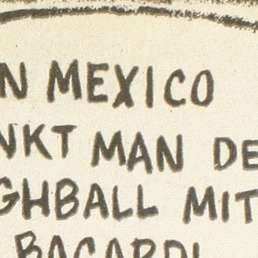 N MEXICO
NKT MAN DE
GHBALL MIT
BACARDI